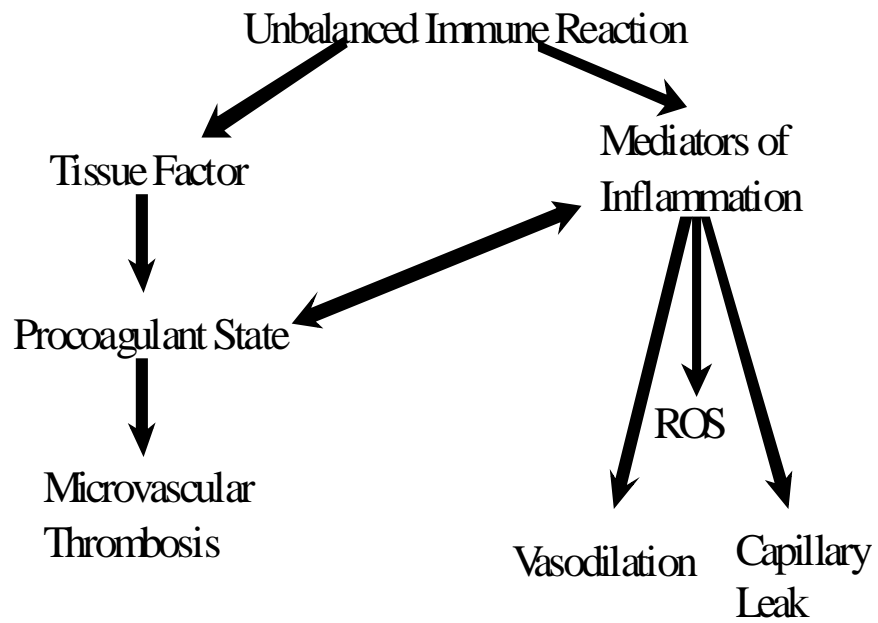 Unbalanced Immune Reaction
Tissue Factor
Mediators of
Inflammation
Procoagulant State
ROS
Microvascular
Thrombosis
Vasodilation
Capillary
Leak